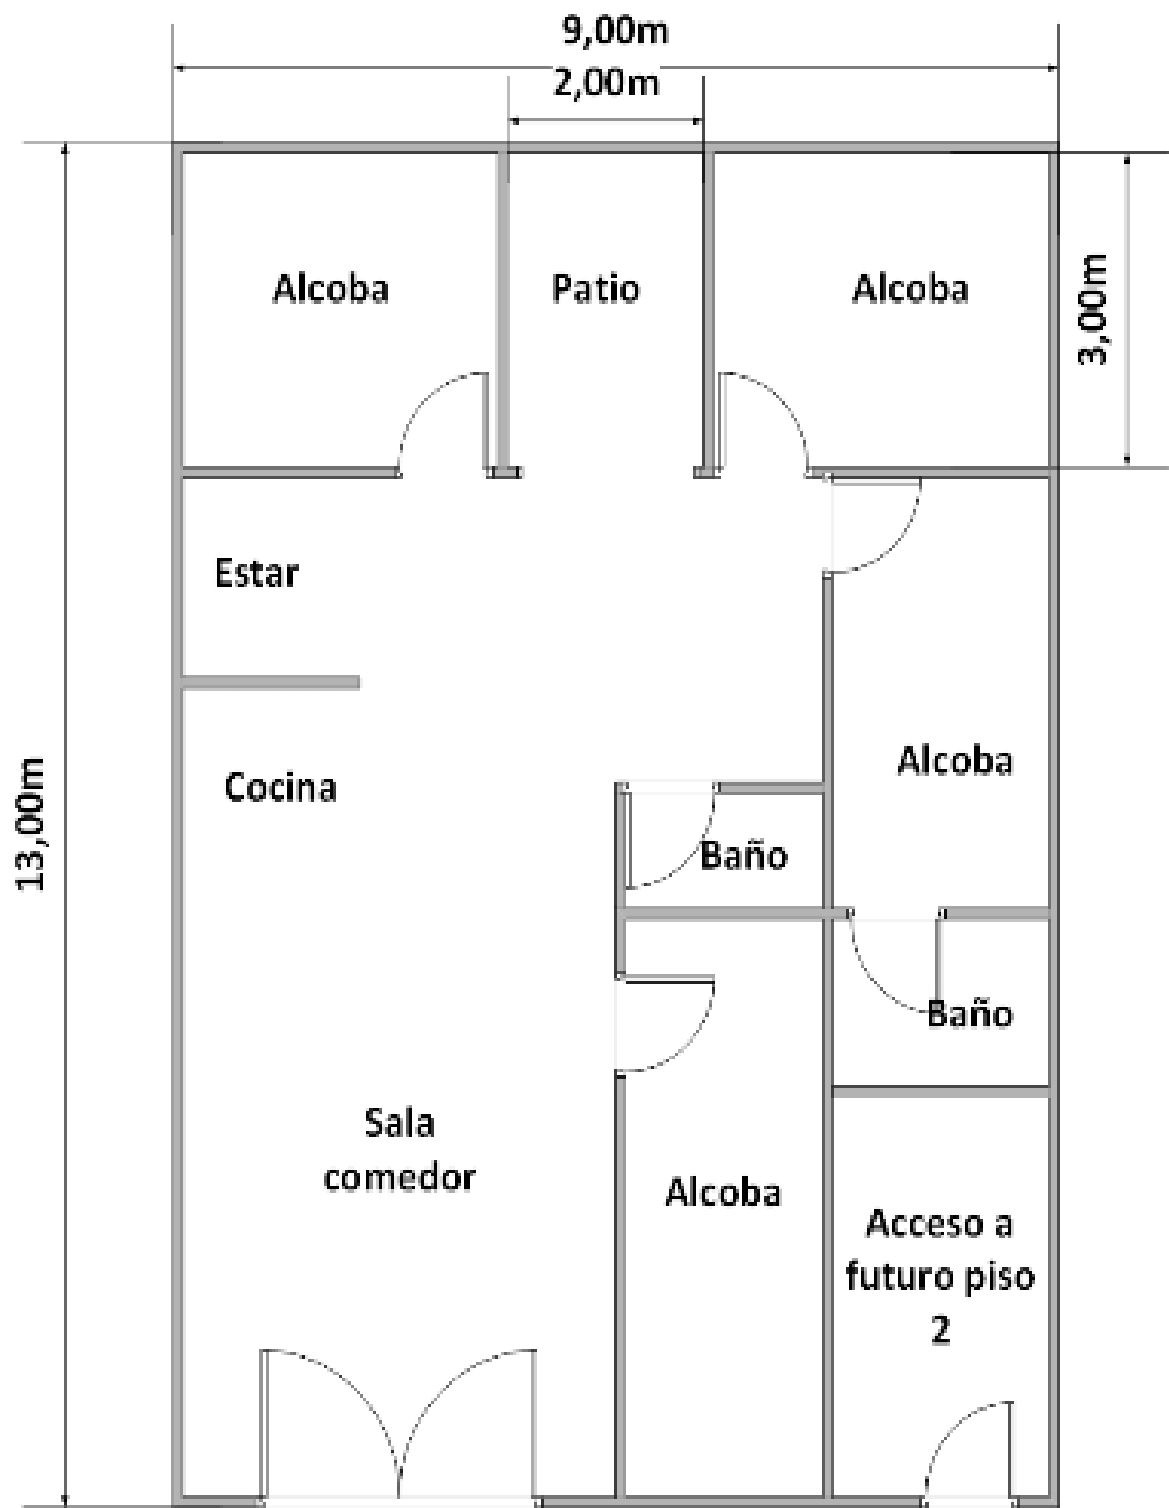 9,00m
2,00m
Alcoba
Patio
Alcoba
3,00m
Estar
Alcoba
Cocina
13,00m
Baño
Baño
Sala
comedor
Alcoba
Acceso a
futuro piso
2